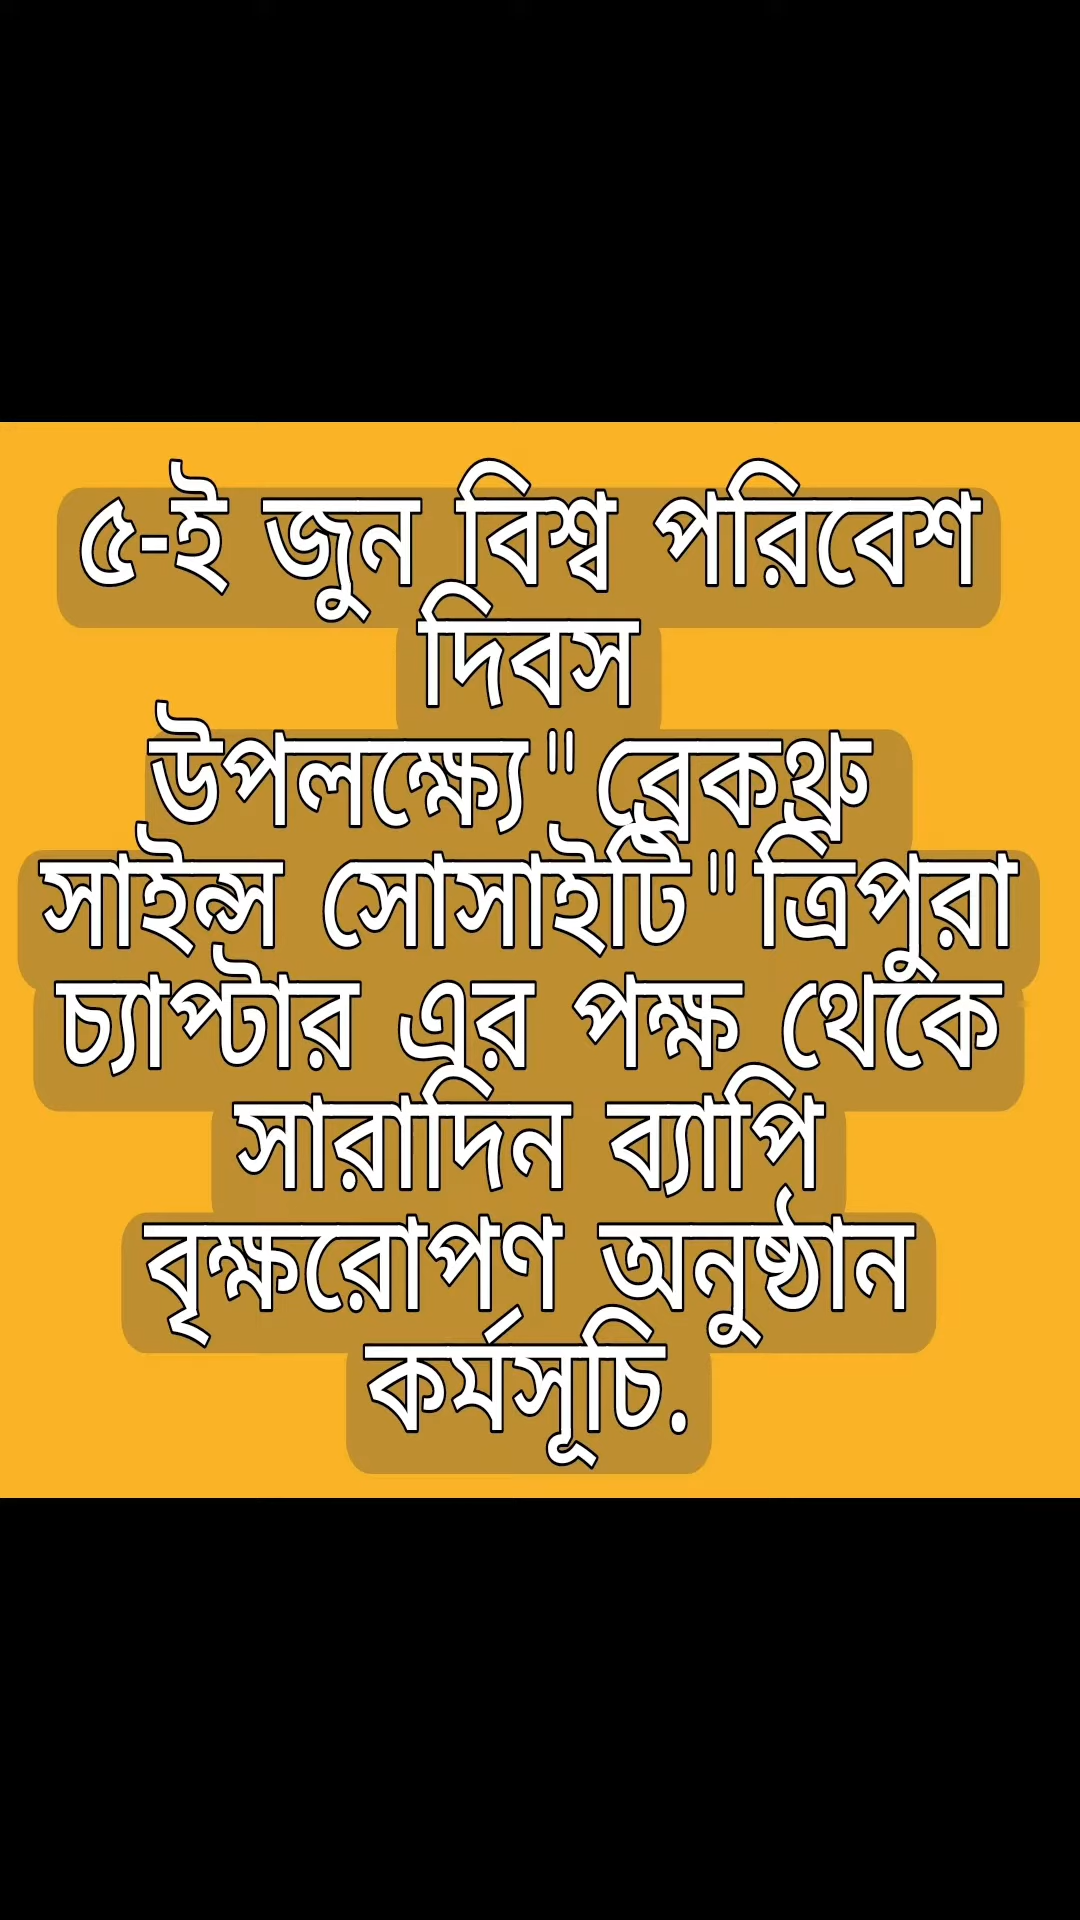 ৫-ই জুন বিশ্ব পরিবেশ
দিবস
উপলক্ষ্যে"ব্রেকথ্রু
সাইন্স সোসাইটি"ত্রিপুরা
চ্যাপ্টার এর পক্ষ থেকে
সারাদিন ব্যাপি
বৃক্ষরোপণ অনুষ্ঠান
কর্মসূচি.